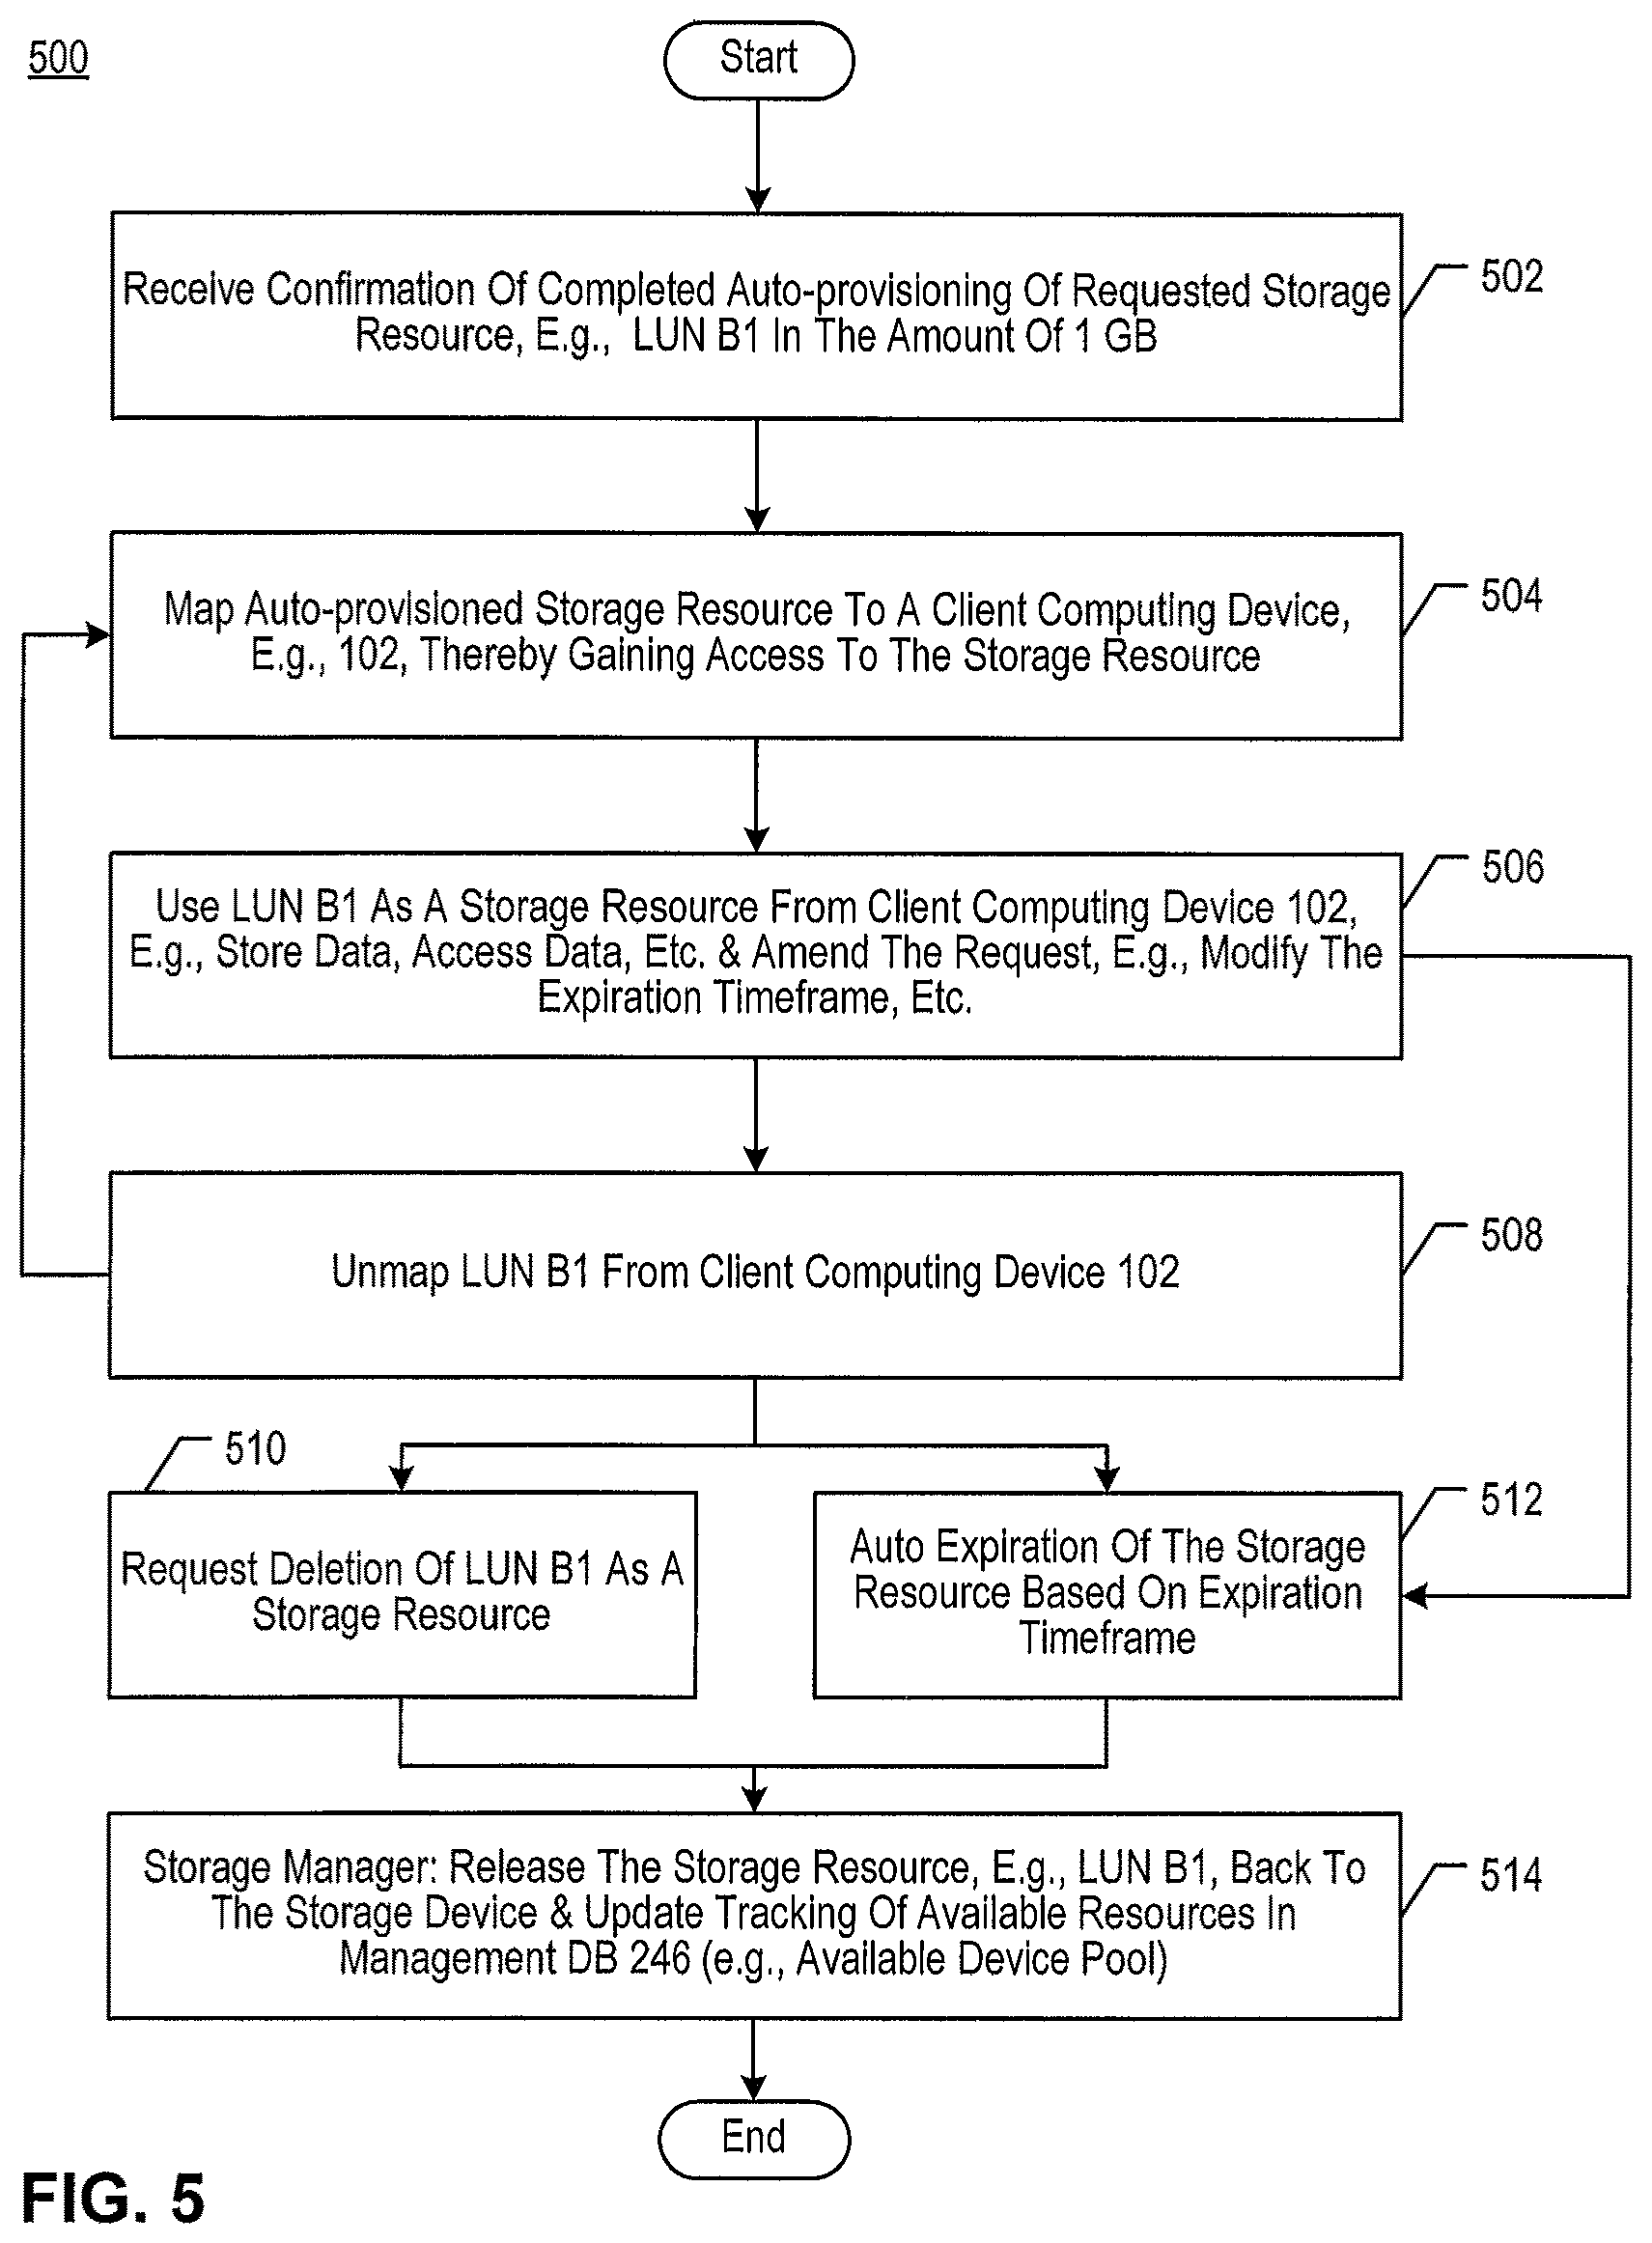 500
Start
Receive Confirmation Of Completed Auto-provisioning Of Requested Storage
Resource, E.g., LUN B1 In The Amount Of 1 GB
502
Map Auto-provisioned Storage Resource To A Client Computing Device,
E.g., 102, Thereby Gaining Access To The Storage Resource
504
Use LUN B1 As A Storage Resource From Client Computing Device 102,
E.g., Store Data, Access Data, Etc. & Amend The Request, E.g., Modify The
Expiration Timeframe, Etc.
506
Unmap LUN B1 From Client Computing Device 102
508
510
Request Deletion Of LUN B1 As A
Storage Resource
512
Auto Expiration Of The Storage
Resource Based On Expiration
Timeframe
Storage Manager: Release The Storage Resource, E.g., LUN B1, Back To
The Storage Device & Update Tracking Of Available Resources In
Management DB 246 (e.g., Available Device Pool)
514
End
FIG. 5